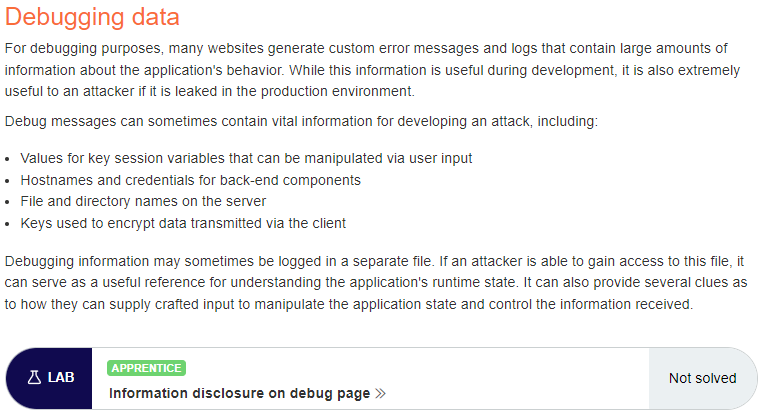 Debugging data
For debugging purposes, many websites generate custom error messages and logs that contain large amounts of
information about the application's behavior. While this information is useful during development, it is also extremely
useful to an attacker if it is leaked in the production environment.
Debug messages can sometimes contain vital information for developing an attack, including:
• Values for key session variables that can be manipulated via user input
• Hostnames and credentials for back-end components
• File and directory names on the server
• Keys used to encrypt data transmitted via the client
Debugging information may sometimes be logged in a separate file. If an attacker is able to gain access to this file, it
can serve as a useful reference for understanding the application's runtime state. It can also provide several clues as
to how they can supply crafted input to manipulate the application state and control the information received.
APPRENTICE
LAB
Information disclosure on debug page »
Not solved